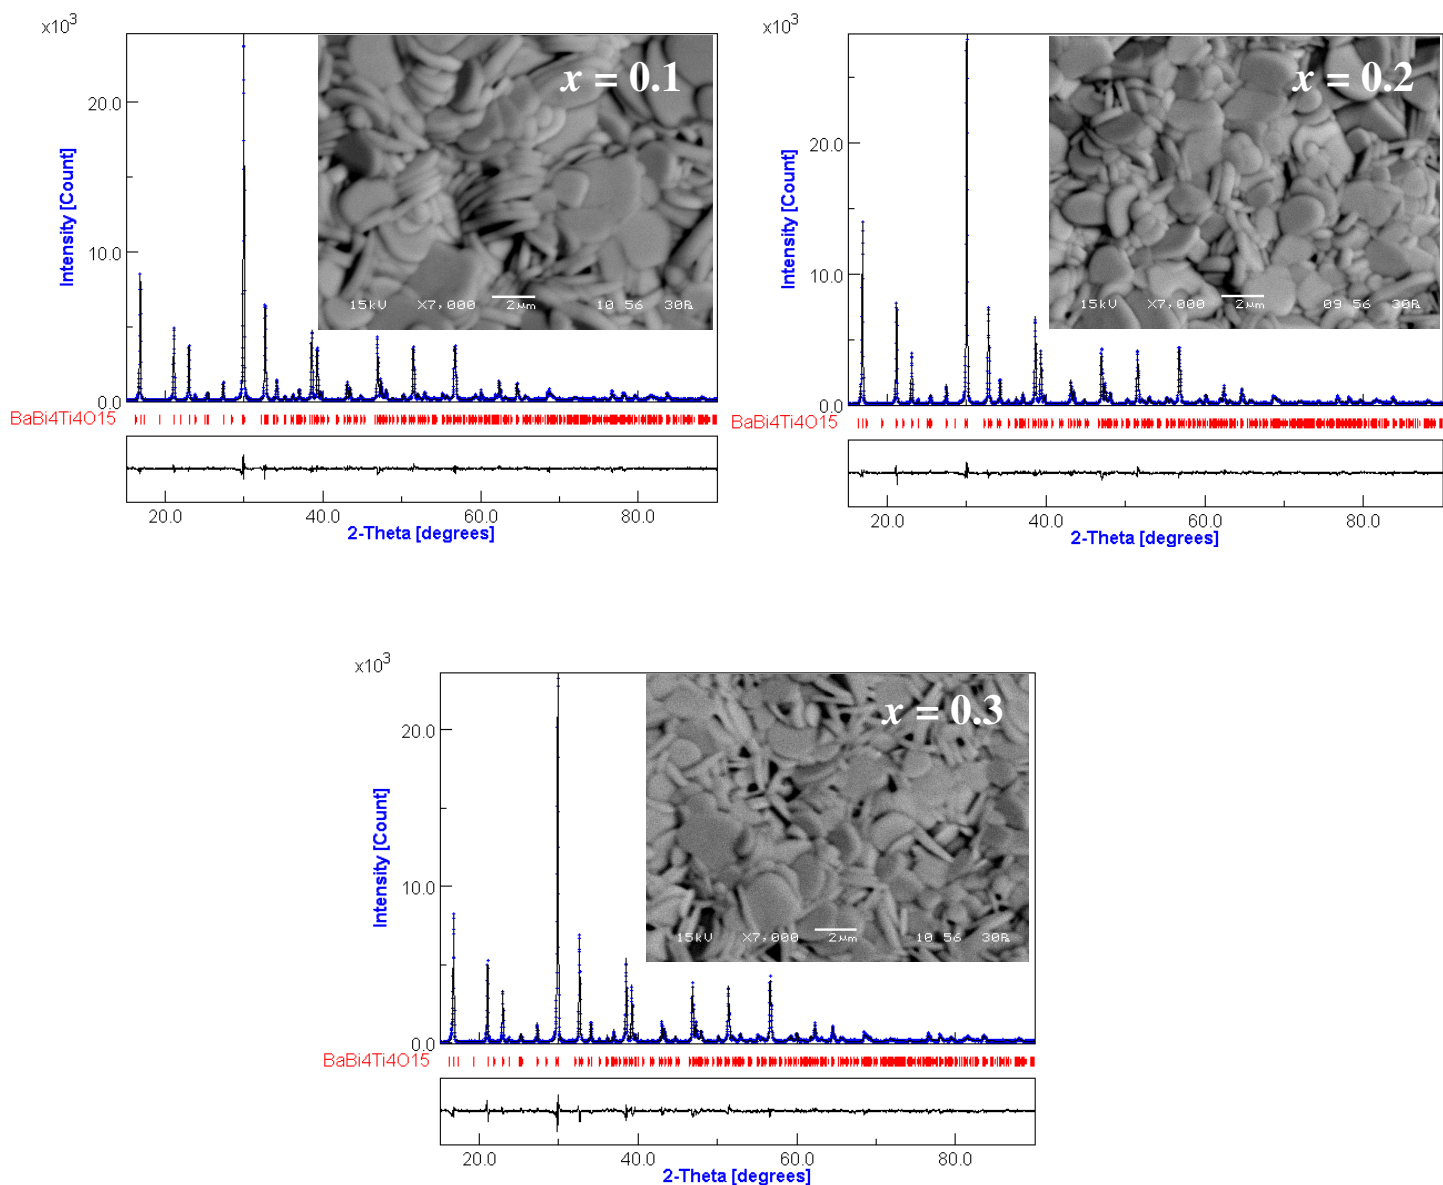 x10³
x = 0.1
20.0
Intensity [Count]
10.0
15kV X7,000 2µm 10 56 30
0.0
BaBi4Ti4O15
20.0 40.0 60.0 80.0
2-Theta [degrees]
x10³
x = 0.2
20.0
Intensity [Count]
10.0
15kV X7,000 2µm 09 56 30
0.0
BaBi4Ti4O15
20.0 40.0 60.0 80.0
2-Theta [degrees]
x10³
x = 0.3
20.0
Intensity [Count]
10.0
15kV X7,000 2µm 10 56 30
0.0
BaBi4Ti4O15
20.0 40.0 60.0 80.0
2-Theta [degrees]